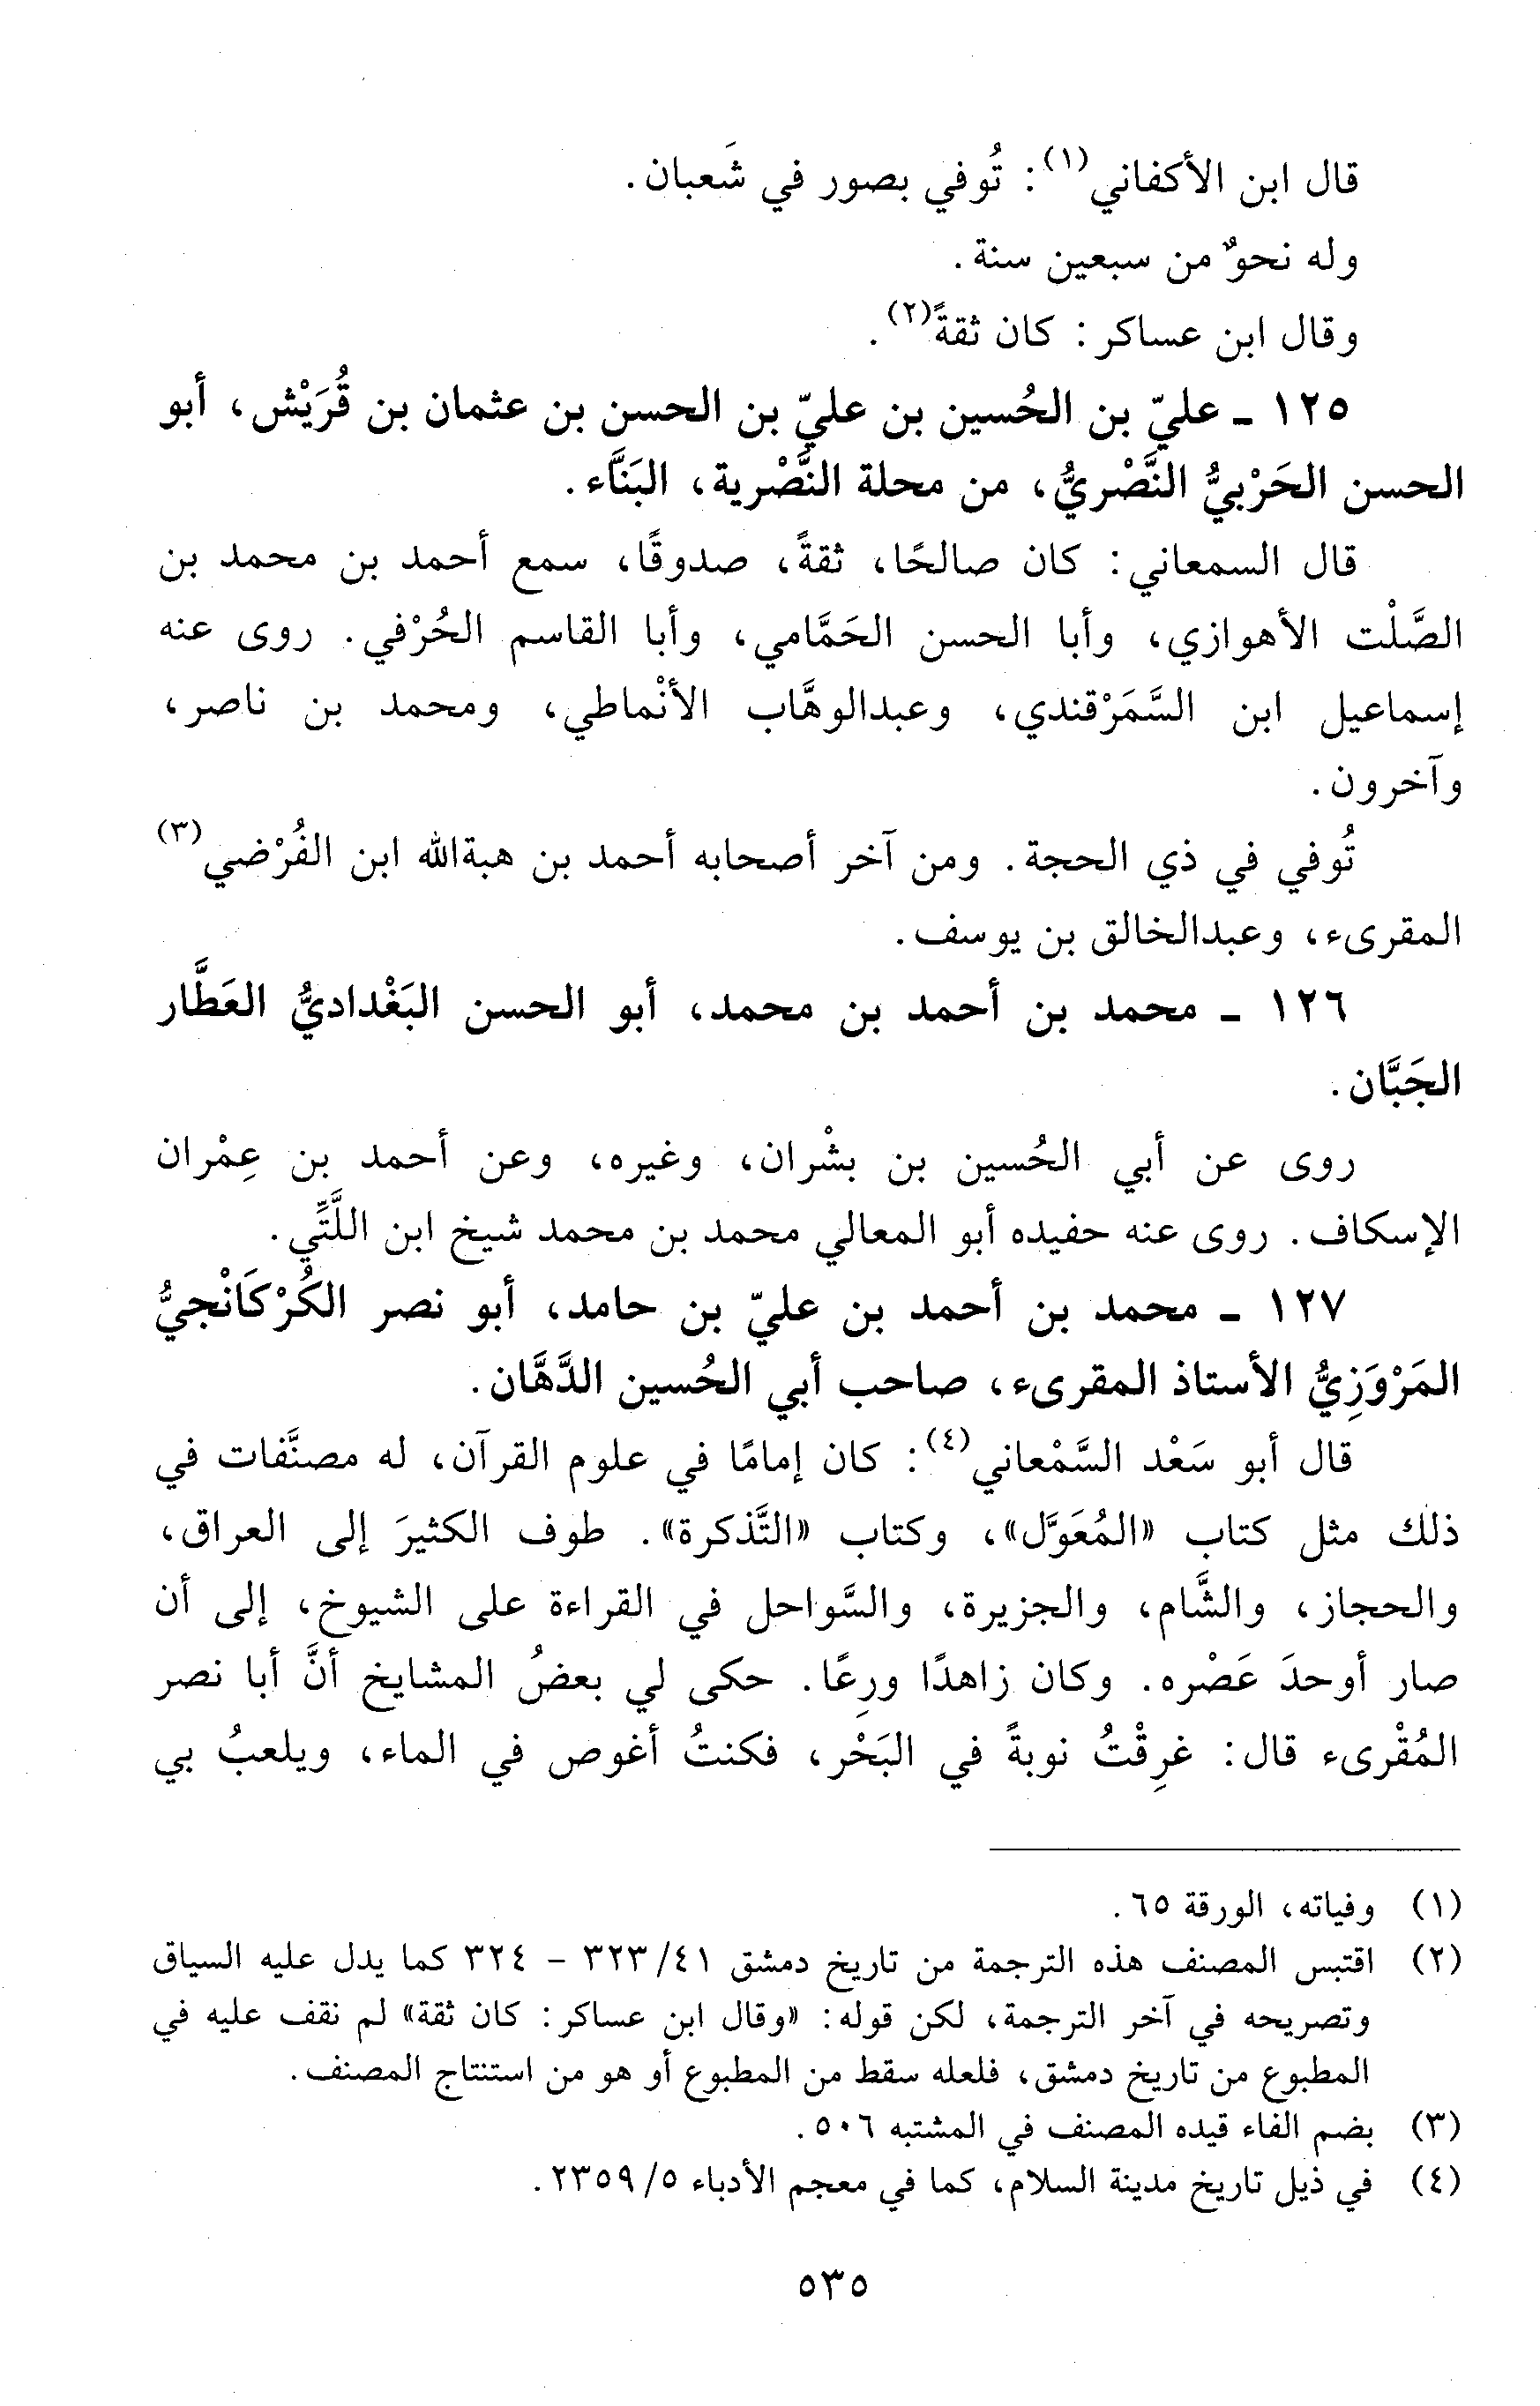 قال ابن الأكفاني(١): تُوفي بصور في شَعبان.
وله نحوٌ من سبعين سنة.
وقال ابن عساكر: كان ثقةً(٢).
١٢٥ ـ عليّ بن الحُسين بن عليّ بن الحسن بن عثمان بن قُرَيْش، أبو
الحسن الحَرْبيُّ النَّصْريُّ، من محلة النَّصْرية، البَنَّاء.
قال السمعاني: كان صالحًا، ثقةً، صدوقًا، سمع أحمد بن محمد بن
الصَّلْت الأهوازي، وأبا الحسن الحَمَّامي، وأبا القاسم الحُرْفي. روى عنه
إسماعيل ابن السَّمَرْقندي، وعبدالوهَّاب الأنْماطي، ومحمد بن ناصر،
وآخرون.
تُوفي في ذي الحجة. ومن آخر أصحابه أحمد بن هبةالله ابن الفُرْضي(٣)
المقرىء، وعبدالخالق بن يوسف.
١٢٦ ـ محمد بن أحمد بن محمد، أبو الحسن البَغْداديُّ العَطَّار
الجَبَّان.
روى عن أبي الحُسين بن بشْران، وغيره، وعن أحمد بن عِمْران
الإسكاف. روى عنه حفيده أبو المعالي محمد بن محمد شيخ ابن اللَّتِّي.
١٢٧ ـ محمد بن أحمد بن عليّ بن حامد، أبو نصر الكُرْكَانْجيُّ
المَرْوَزِيُّ الأستاذ المقرىء، صاحب أبي الحُسين الدَّهَّان.
قال أبو سَعْد السَّمْعاني(٤): كان إمامًا في علوم القرآن، له مصنَّفات في
ذلك مثل كتاب «المُعَوَّل»، وكتاب «التَّذكرة». طوف الكثيرَ إلى العراق،
والحجاز، والشَّام، والجزيرة، والسَّواحل في القراءة على الشيوخ، إلى أن
صار أوحدَ عَصْره. وكان زاهدًا ورِعًا. حكى لي بعضُ المشايخ أنَّ أبا نصر
المُقْرىء قال: غرِقْتُ نوبةً في البَحْر، فكنتُ أغوص في الماء، ويلعبُ بي
(١) وفياته، الورقة ٦٥.
(٢) اقتبس المصنف هذه الترجمة من تاريخ دمشق ٤١/ ٣٢٣ - ٣٢٤ كما يدل عليه السياق
وتصريحه في آخر الترجمة، لكن قوله: «وقال ابن عساكر: كان ثقة» لم نقف عليه في
المطبوع من تاريخ دمشق، فلعله سقط من المطبوع أو هو من استنتاج المصنف.
(٣) بضم الفاء قيده المصنف في المشتبه ٥٠٦.
(٤) في ذيل تاريخ مدينة السلام، كما في معجم الأدباء ٥/ ٢٣٥٩.
٥٣٥